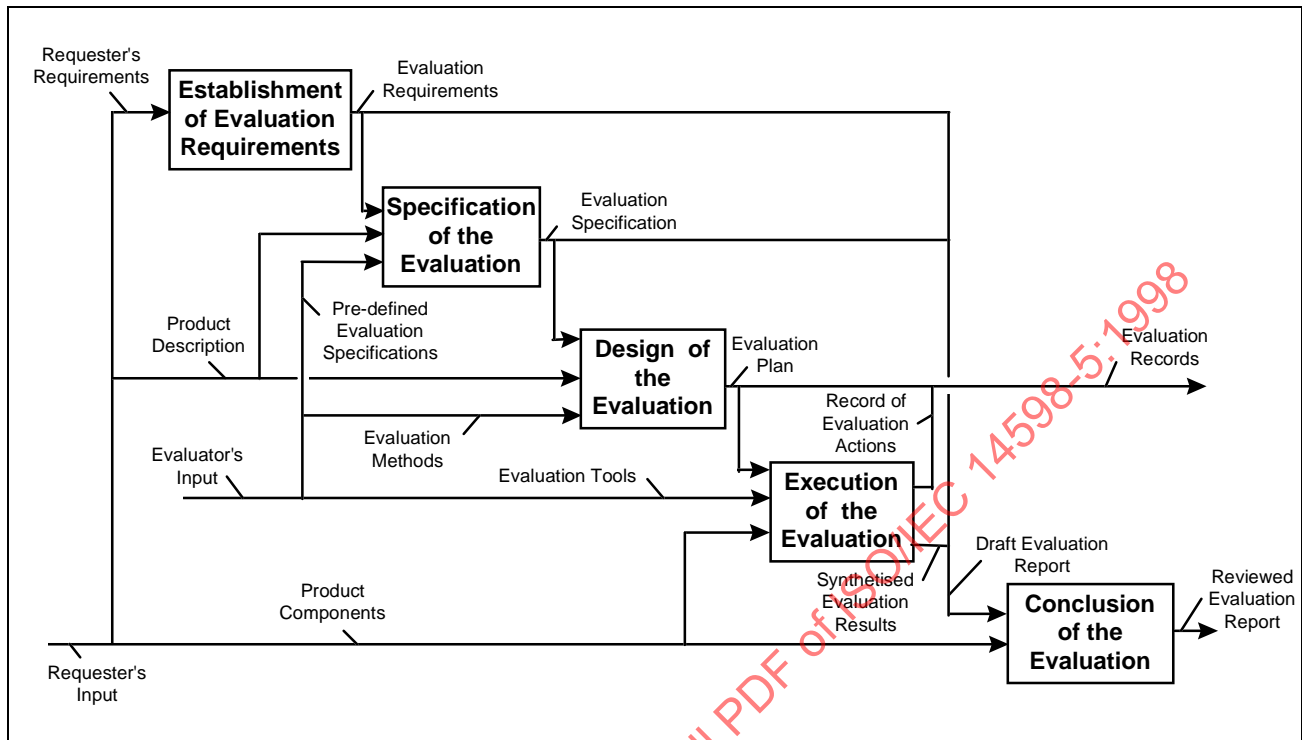 Requester's
Requirements
Establishment
of Evaluation
Requirements
Evaluation
Requirements
Specification
of the
Evaluation
Evaluation
Specification
Product
Description
Pre-defined
Evaluation
Specifications
Design of
the
Evaluation
Evaluation
Plan
Evaluation
Records
Record of
Evaluation
Actions
Evaluation
Methods
Evaluator's
Input
Evaluation Tools
Execution
of the
Evaluation
Synthetised
Evaluation
Results
Draft Evaluation
Report
Product
Components
Conclusion
of the
Evaluation
Reviewed
Evaluation
Report
Requester's
Input
PDF of ISO/IEC 14598-5:1998